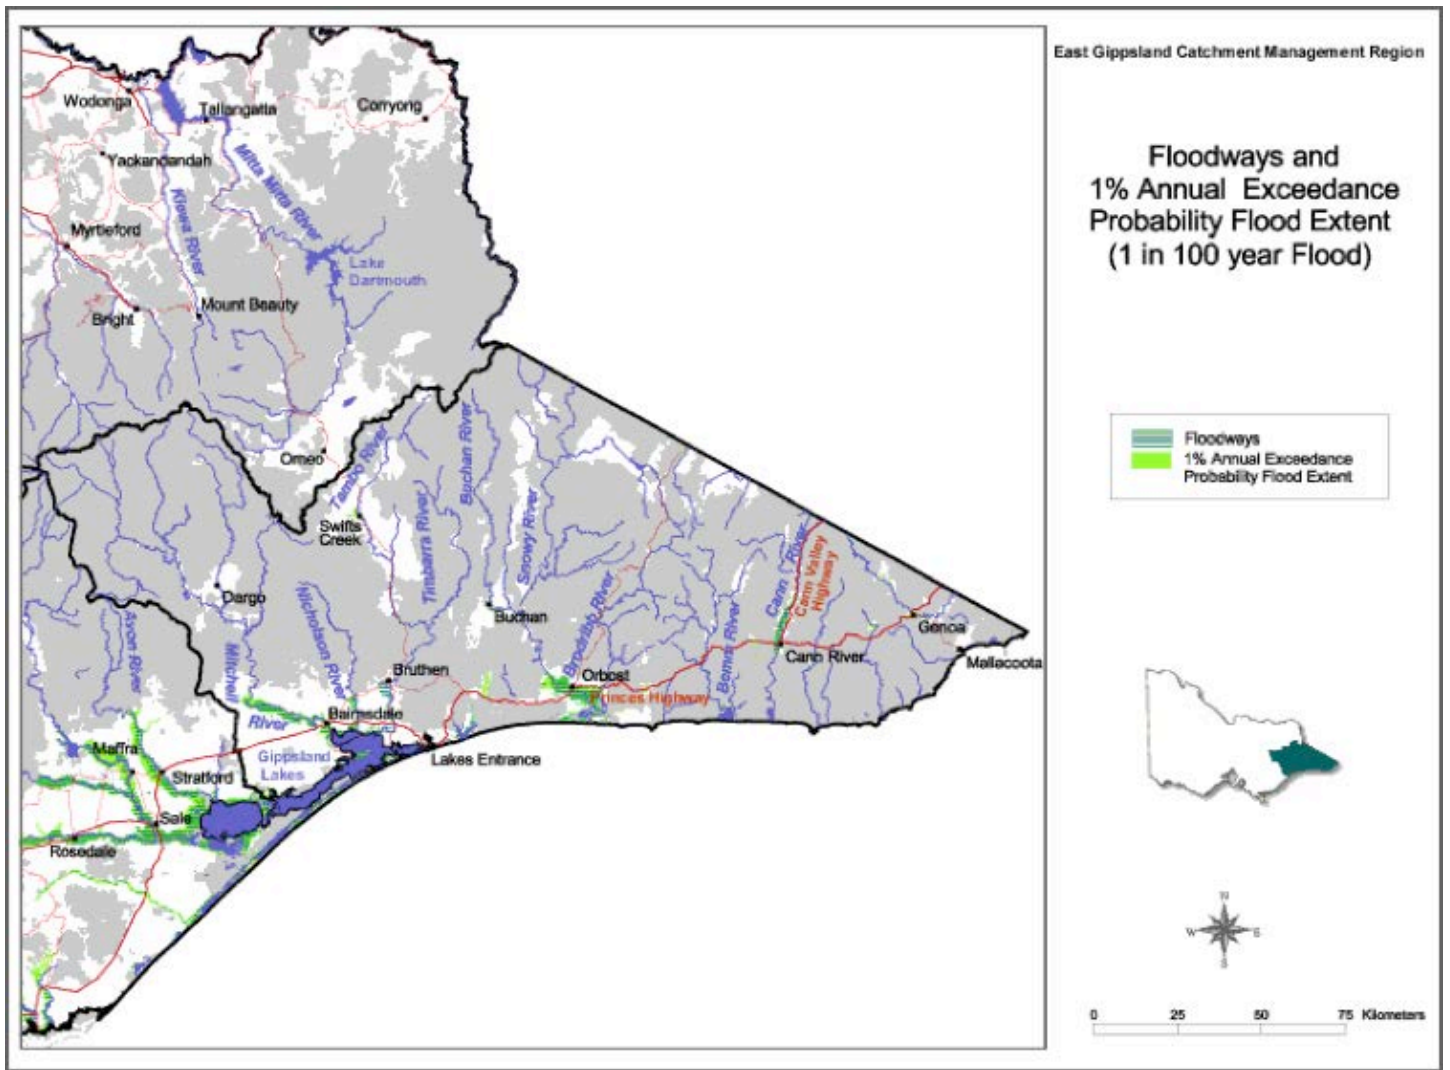 East Gippsland Catchment Management Region
Floodways and
1% Annual Exceedance
Probability Flood Extent
(1 in 100 year Flood)
Floodways
1% Annual Exceedance
Probability Flood Extent
Wodonga
Tallangatta
Corryong
Yackandandah
Mitta Mitta River
Kiewa River
Myrtleford
Lake
Dartmouth
Mount Beauty
Bright
Omeo
Tambo River
Buchan River
Swifts
Creek
Timbarra River
Snowy River
Cann River
Cann Valley
Highway
Dargo
Nicholson River
Buchan
Brodribb River
Avon River
Mitchel
River
Bemm River
Genoa
Cann River
Mallacoota
Bruthen
Orbost
Princes Highway
Bairnsdale
Maffra
Stratford
Gippsland
Lakes
Lakes Entrance
Sale
Rosedale
N
W
E
S
0 25 50 75 Kilometers